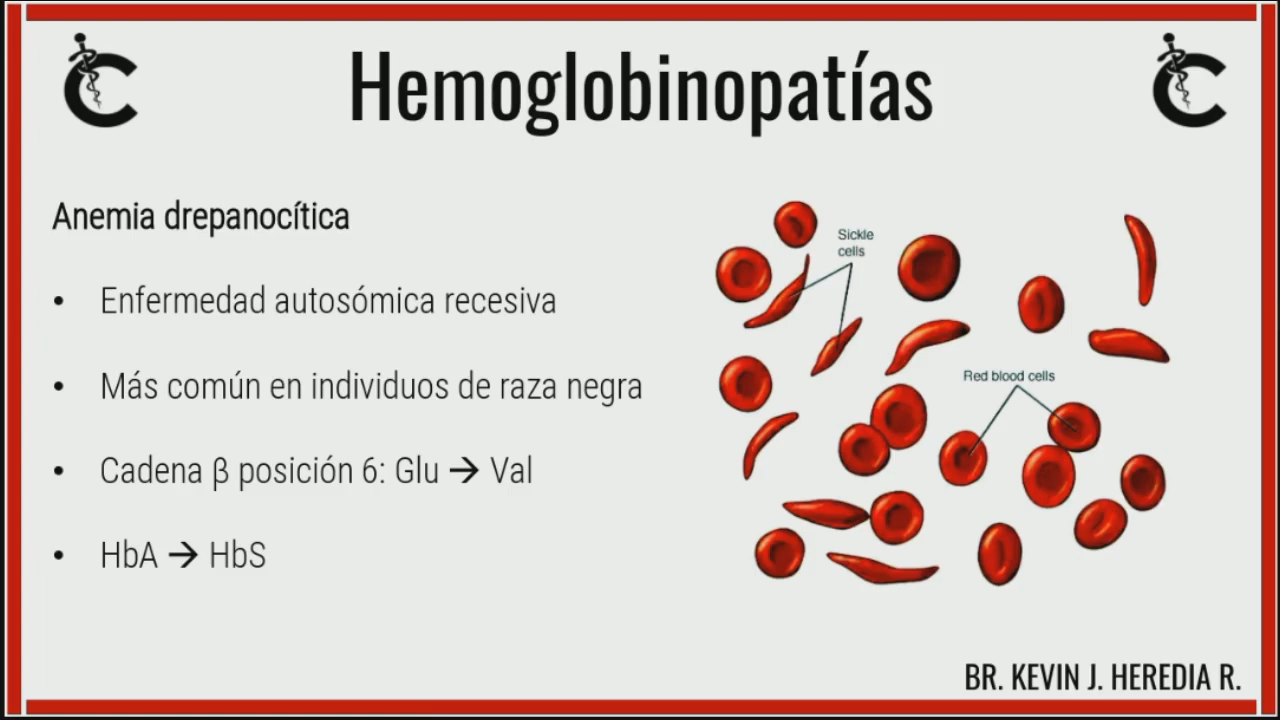 Hemoglobinopatías
Anemia drepanocítica
• Enfermedad autosómica recesiva
• Más común en individuos de raza negra
• Cadena β posición 6: Glu → Val
• HbA → HbS
Sickle
cells
Red blood cells
BR. KEVIN J. HEREDIA R.